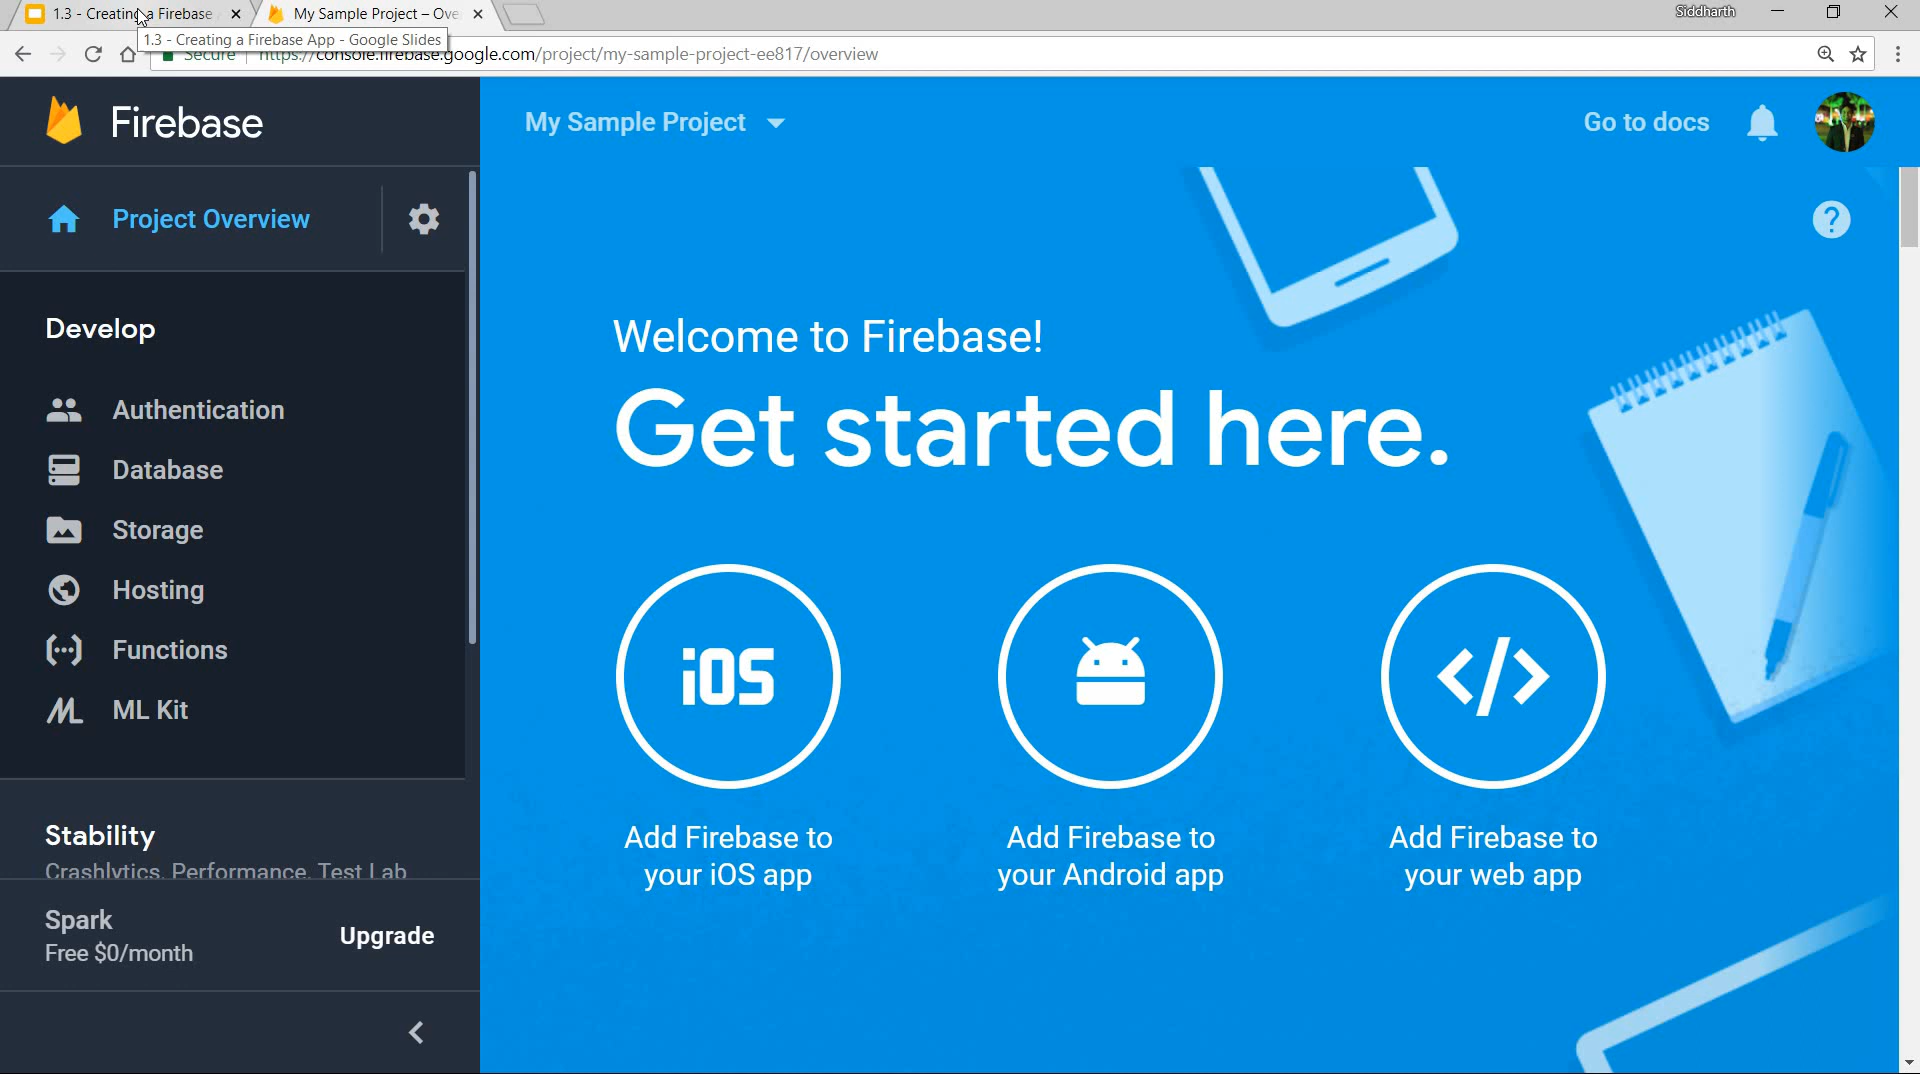 1.3 - Creating a Firebase
My Sample Project – Ove
Siddharth
1.3 - Creating a Firebase App - Google Slides
Secure
https://console.firebase.google.com/project/my-sample-project-ee817/overview
Firebase
My Sample Project
Go to docs
Project Overview
Develop
Authentication
Database
Storage
Hosting
Functions
ML Kit
Stability
Crashlytics, Performance, Test Lab
Spark
Free $0/month
Upgrade
Welcome to Firebase!
Get started here.
iOS
Add Firebase to
your iOS app
Add Firebase to
your Android app
Add Firebase to
your web app